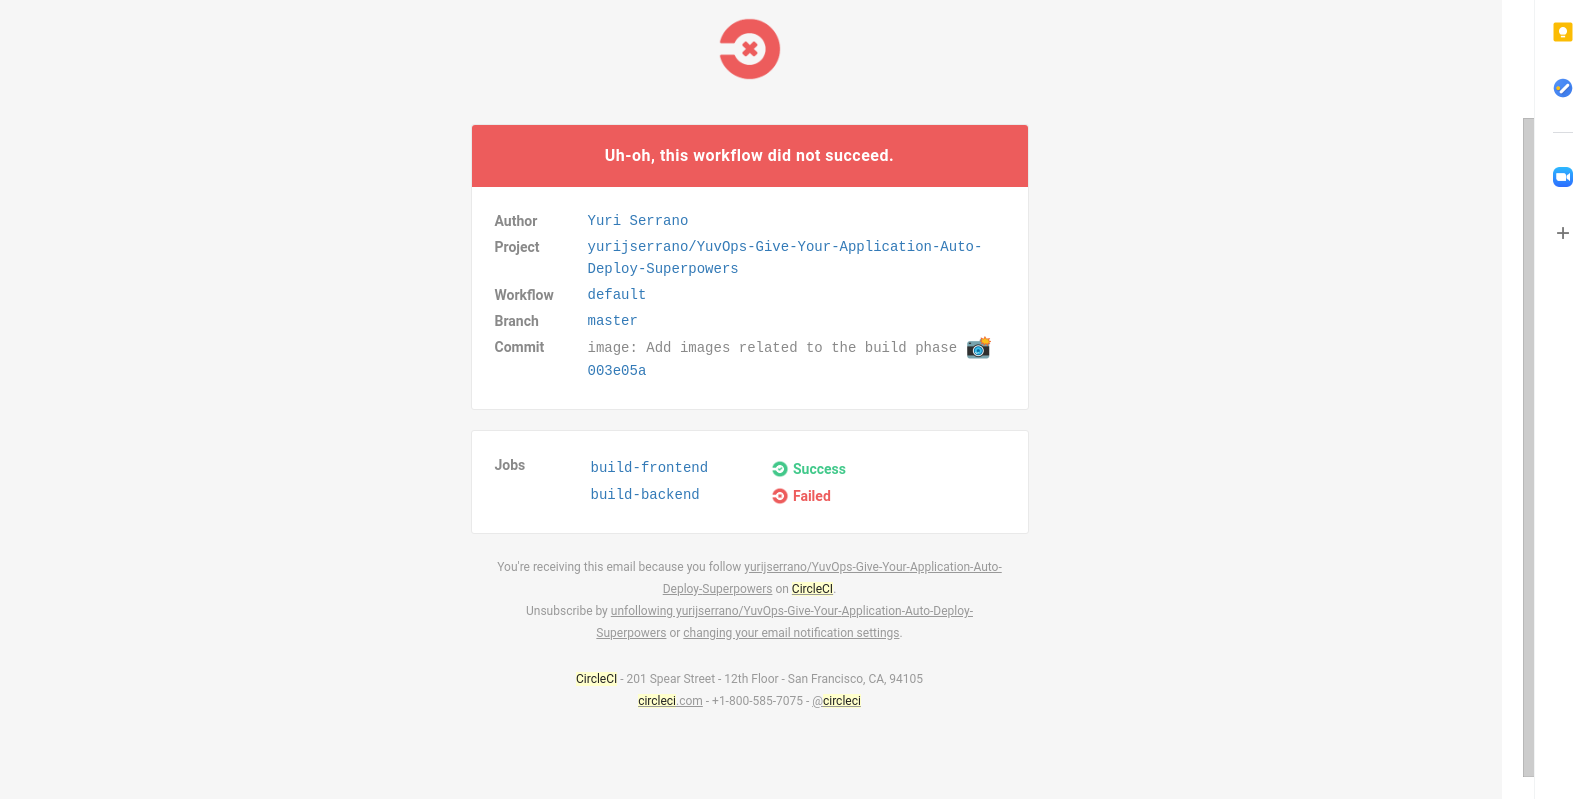 Uh-oh, this workflow did not succeed.
Author Yuri Serrano
Project yurijserrano/YuvOps-Give-Your-Application-Auto-
Deploy-Superpowers
Workflow default
Branch master
Commit image: Add images related to the build phase 📸
003e05a
Jobs build-frontend Success
build-backend Failed
You're receiving this email because you follow yurijserrano/YuvOps-Give-Your-Application-Auto-
Deploy-Superpowers on CircleCI.
Unsubscribe by unfollowing yurijserrano/YuvOps-Give-Your-Application-Auto-Deploy-
Superpowers or changing your email notification settings.
CircleCI - 201 Spear Street - 12th Floor - San Francisco, CA, 94105
circleci.com - +1-800-585-7075 - @circleci